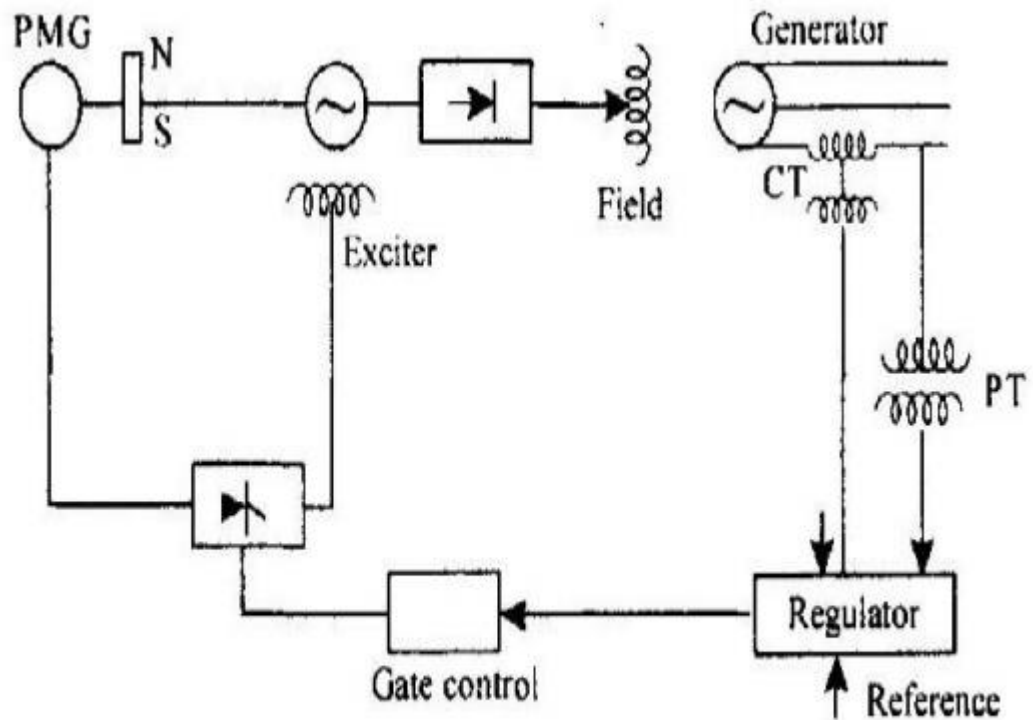 PMG
N
S
Generator
CT
Field
Exciter
PT
Regulator
Gate control
Reference